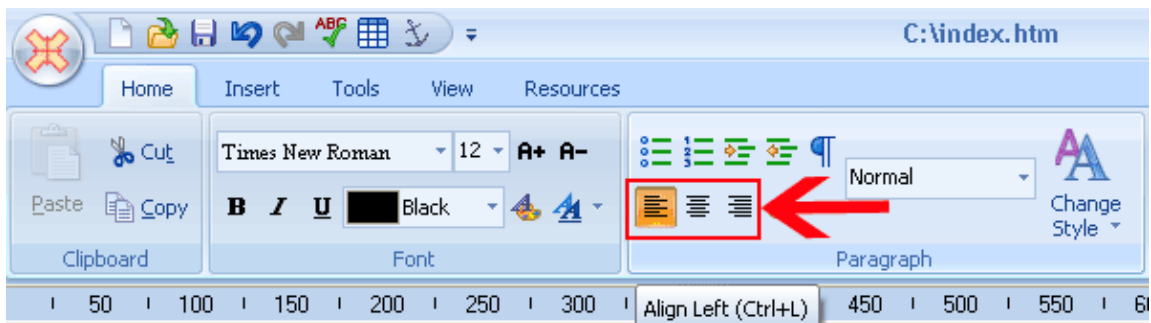 ABC
C:\index.htm
Home Insert Tools View Resources
Cut Times New Roman 12 A+ A-
Normal
Paste Copy B I U Black A Change
Style
Clipboard Font Paragraph
50 100 150 200 250 300 Align Left (Ctrl+L) 450 500 550